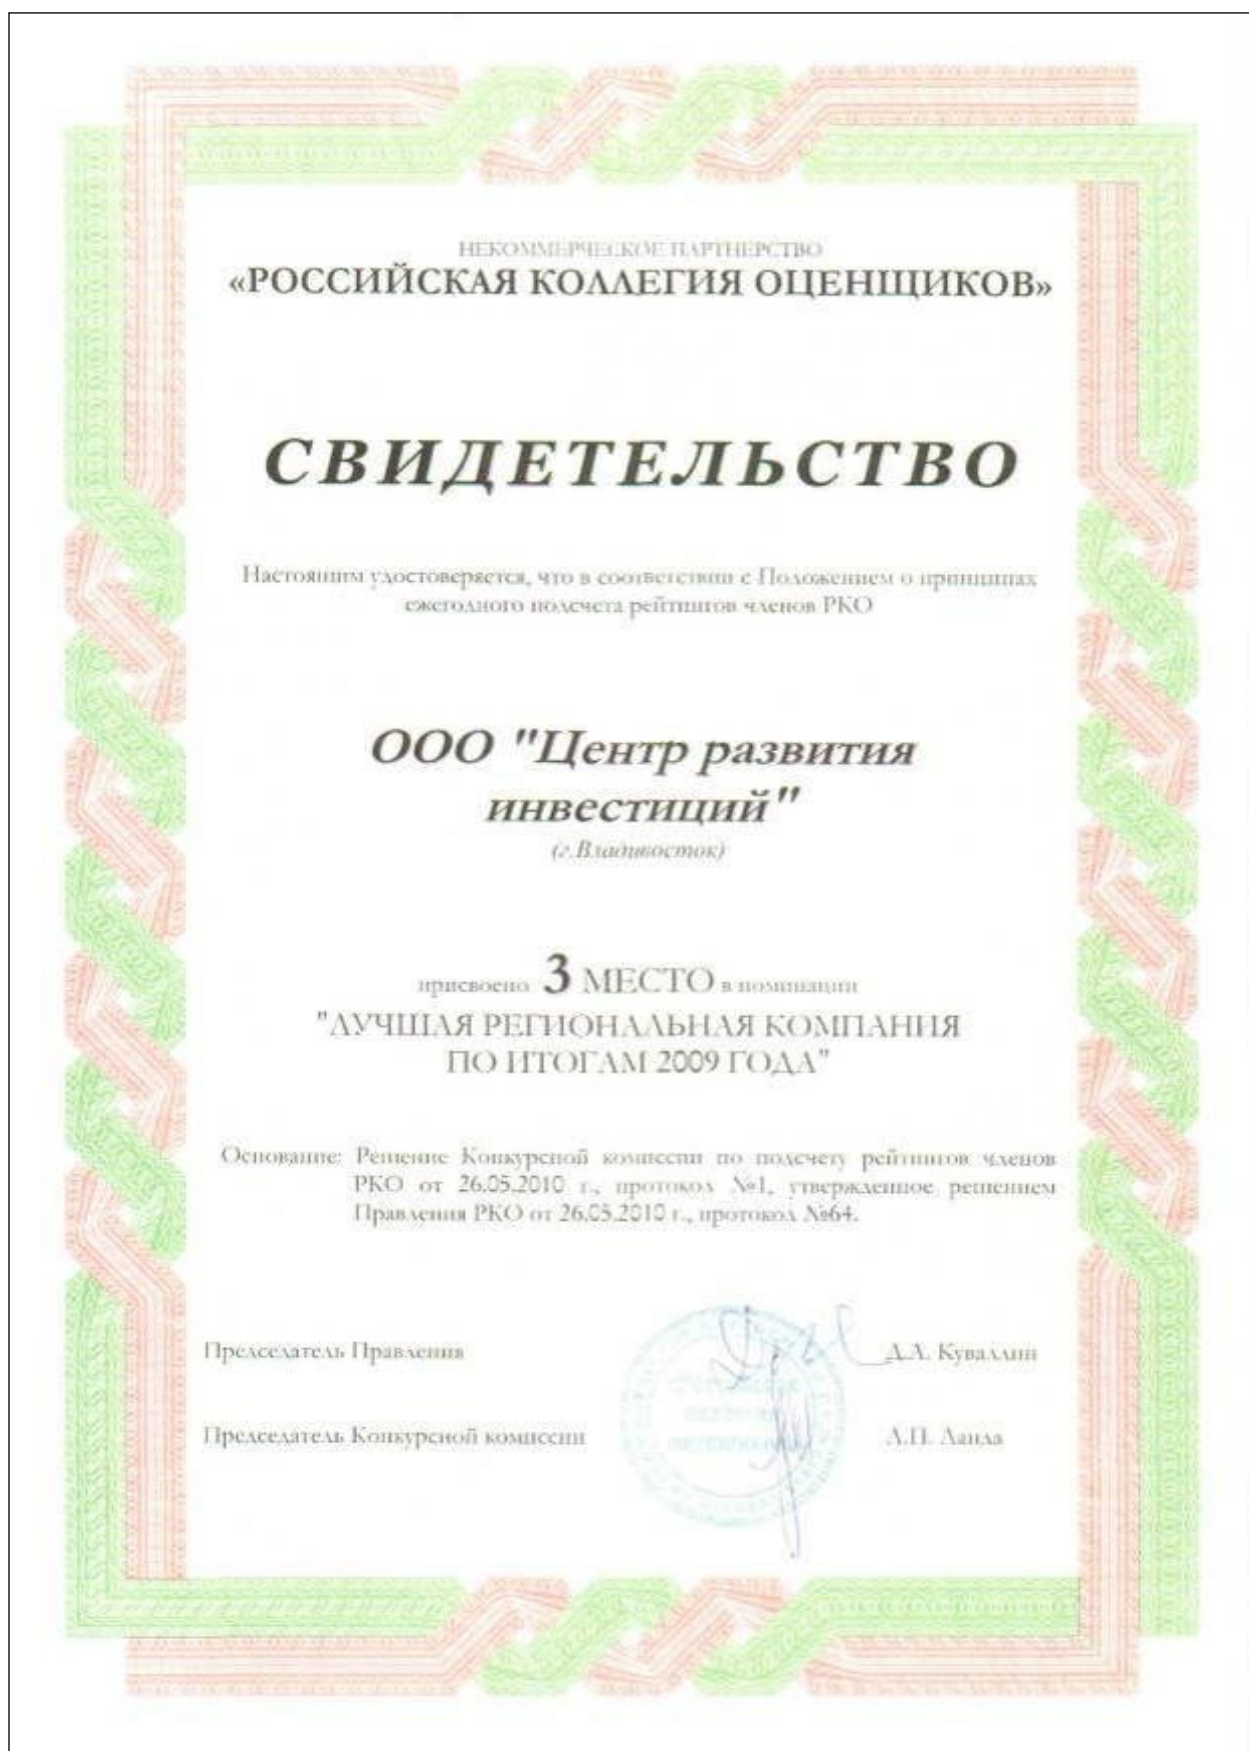 НЕКОММЕРЧЕСКОЕ ПАРТНЕРСТВО
«РОССИЙСКАЯ КОЛЛЕГИЯ ОЦЕНЩИКОВ»
СВИДЕТЕЛЬСТВО
Настоящим удостоверяется, что в соответствии с Положением о принципах
ежегодного подсчета рейтингов членов РКО
ООО "Центр развития
инвестиций"
(г.Владивосток)
присвоено 3 МЕСТО в номинации
"ЛУЧШАЯ РЕГИОНАЛЬНАЯ КОМПАНИЯ
ПО ИТОГАМ 2009 ГОДА"
Основание: Решение Конкурсной комиссии по подсчету рейтингов членов
РКО от 26.05.2010 г., протокол №1, утвержденное решением
Правления РКО от 26.05.2010 г., протокол №64.
Председатель Правления Д.А. Кувалдин
Председатель Конкурсной комиссии Л.П. Ланда